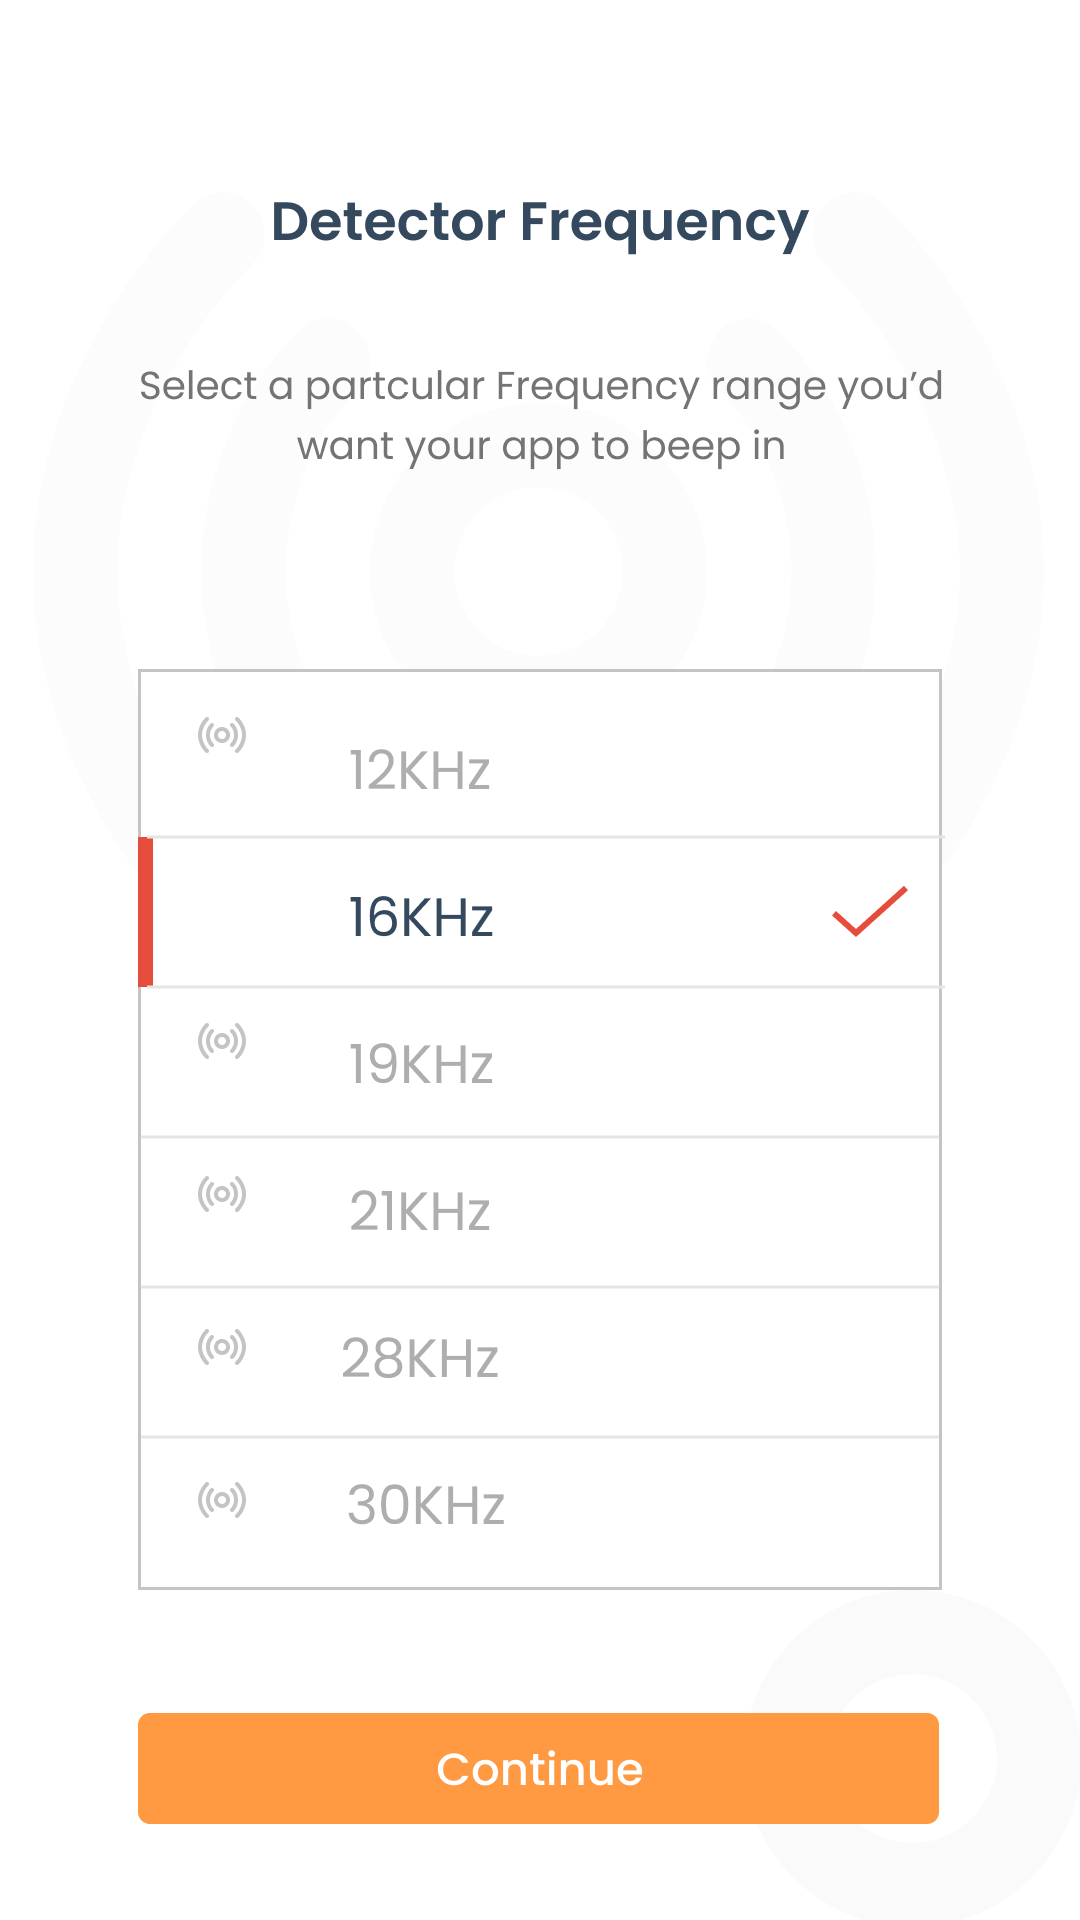 Detector Frequency
Select a partcular Frequency range you’d
want your app to beep in
12KHz
16KHz
19KHz
21KHz
28KHz
30KHz
Continue